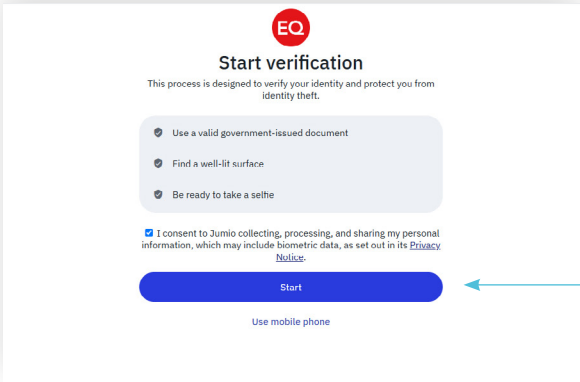 EQ
Start verification
This process is designed to verify your identity and protect you from
identity theft.
Use a valid government-issued document
Find a well-lit surface
Be ready to take a selfie
I consent to Jumio collecting, processing, and sharing my personal
information, which may include biometric data, as set out in its Privacy
Notice.
Start
Use mobile phone